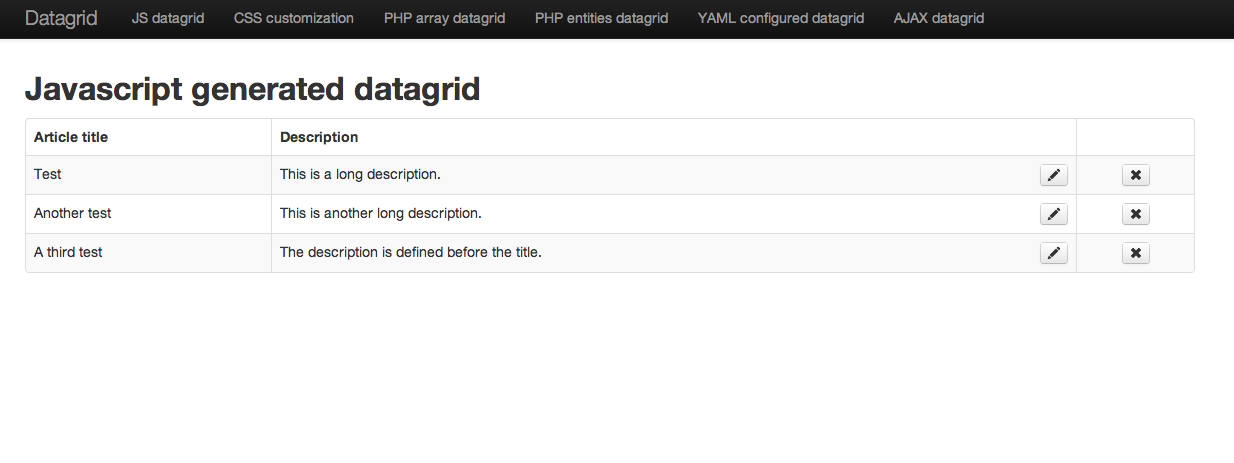 Datagrid JS datagrid CSS customization PHP array datagrid PHP entities datagrid YAML configured datagrid AJAX datagrid
Javascript generated datagrid
Article title Description
Test This is a long description.
Another test This is another long description.
A third test The description is defined before the title.